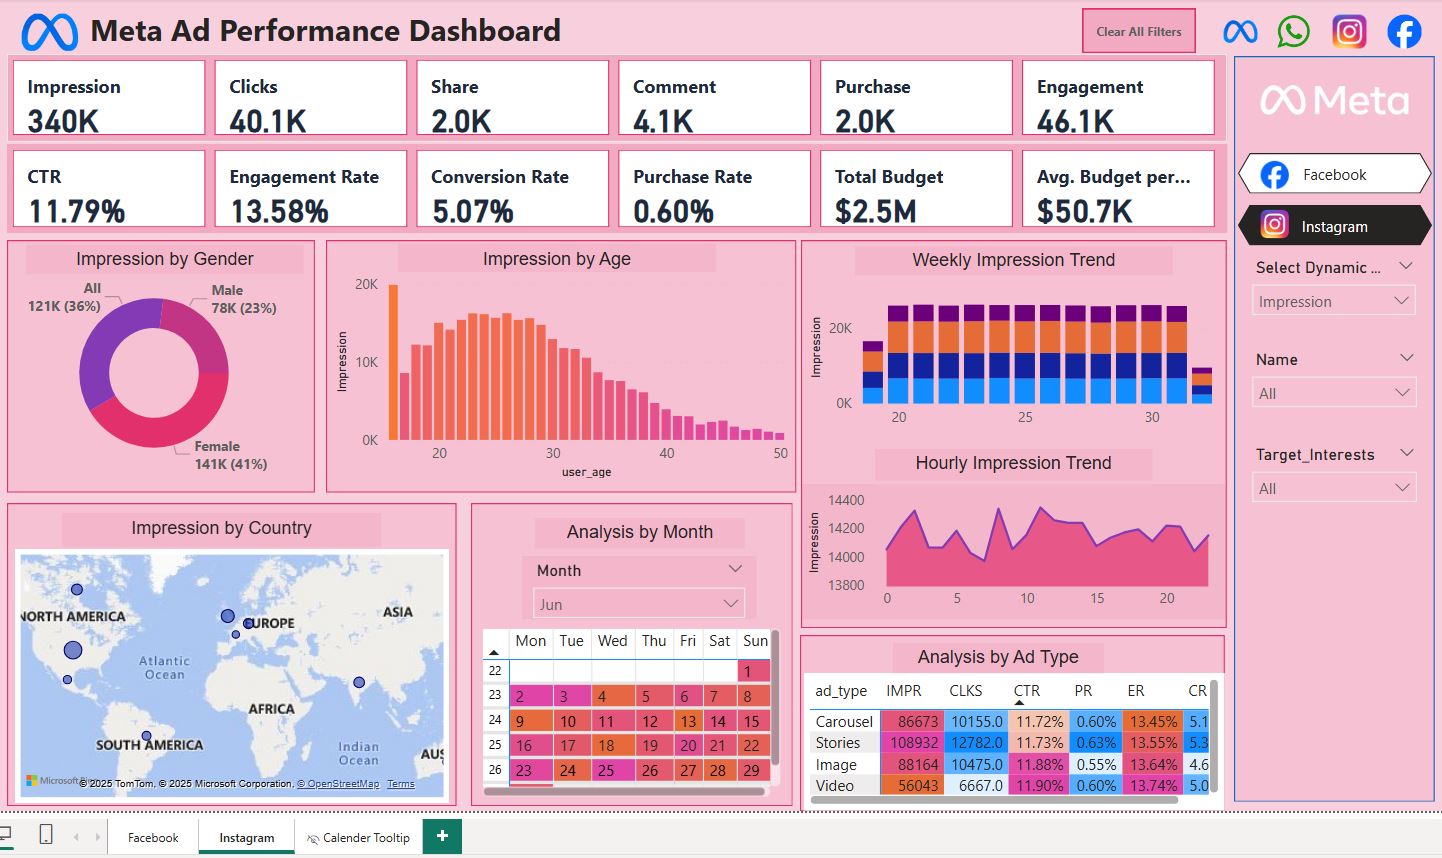 Meta Ad Performance Dashboard
Clear All Filters
Impression
340K
Clicks
40.1K
Share
2.0K
Comment
4.1K
Purchase
2.0K
Engagement
46.1K
CTR
11.79%
Engagement Rate
13.58%
Conversion Rate
5.07%
Purchase Rate
0.60%
Total Budget
$2.5M
Avg. Budget per...
$50.7K
Meta
Facebook
Instagram
Select Dynamic ...
Impression
Name
All
Target_Interests
All
Impression by Gender
All
121K (36%)
Male
78K (23%)
Female
141K (41%)
Impression by Age
Impression
20K
10K
0K
20 30 40 50
user_age
Weekly Impression Trend
Impression
20K
0K
20 25 30
Hourly Impression Trend
Impression
14400
14200
14000
13800
0 5 10 15 20
Impression by Country
NORTH AMERICA
EUROPE
ASIA
Atlantic
Ocean
AFRICA
SOUTH AMERICA
Indian
Ocean
AUS
© 2025 TomTom, © 2025 Microsoft Corporation, © OpenStreetMap Terms
Analysis by Month
Month
Jun
Mon Tue Wed Thu Fri Sat Sun
22 1
23 2 3 4 5 6 7 8
24 9 10 11 12 13 14 15
25 16 17 18 19 20 21 22
26 23 24 25 26 27 28 29
Analysis by Ad Type
ad_type IMPR CLKS CTR PR ER CR
Carousel 86673 10155.0 11.72% 0.60% 13.45% 5.1
Stories 108932 12782.0 11.73% 0.63% 13.55% 5.3
Image 88164 10475.0 11.88% 0.55% 13.64% 4.6
Video 56043 6667.0 11.90% 0.60% 13.74% 5.0
Facebook
Instagram
Calender Tooltip
+